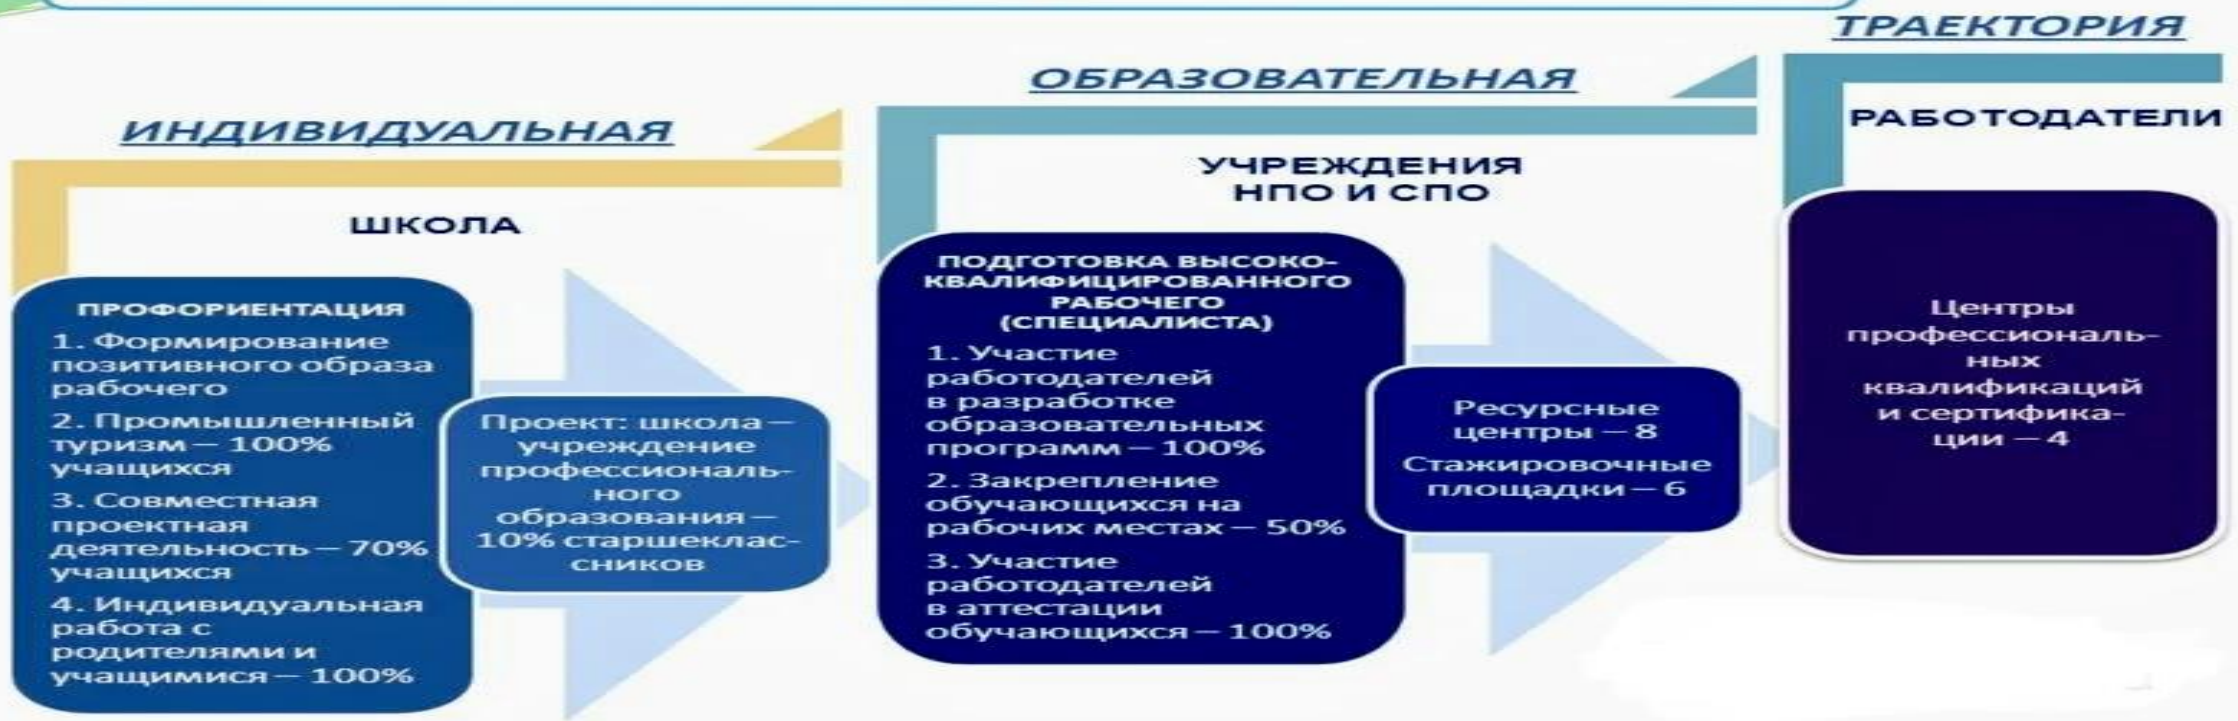 ИНДИВИДУАЛЬНАЯ
ОБРАЗОВАТЕЛЬНАЯ
ТРАЕКТОРИЯ
ШКОЛА
ПРОФОРИЕНТАЦИЯ
1. Формирование
позитивного образа
рабочего
2. Промышленный
туризм – 100%
учащихся
3. Совместная
проектная
деятельность – 70%
учащихся
4. Индивидуальная
работа с
родителями и
учащимися – 100%
Проект: школа –
учреждение
профессиональ-
ного
образования –
10% старшеклас-
сников
УЧРЕЖДЕНИЯ
НПО И СПО
ПОДГОТОВКА ВЫСОКО-
КВАЛИФИЦИРОВАННОГО
РАБОЧЕГО
(СПЕЦИАЛИСТА)
1. Участие
работодателей
в разработке
образовательных
программ – 100%
2. Закрепление
обучающихся на
рабочих местах – 50%
3. Участие
работодателей
в аттестации
обучающихся – 100%
Ресурсные
центры – 8
Стажировочные
площадки – 6
РАБОТОДАТЕЛИ
Центры
профессиональ-
ных
квалификаций
и сертифика-
ции – 4